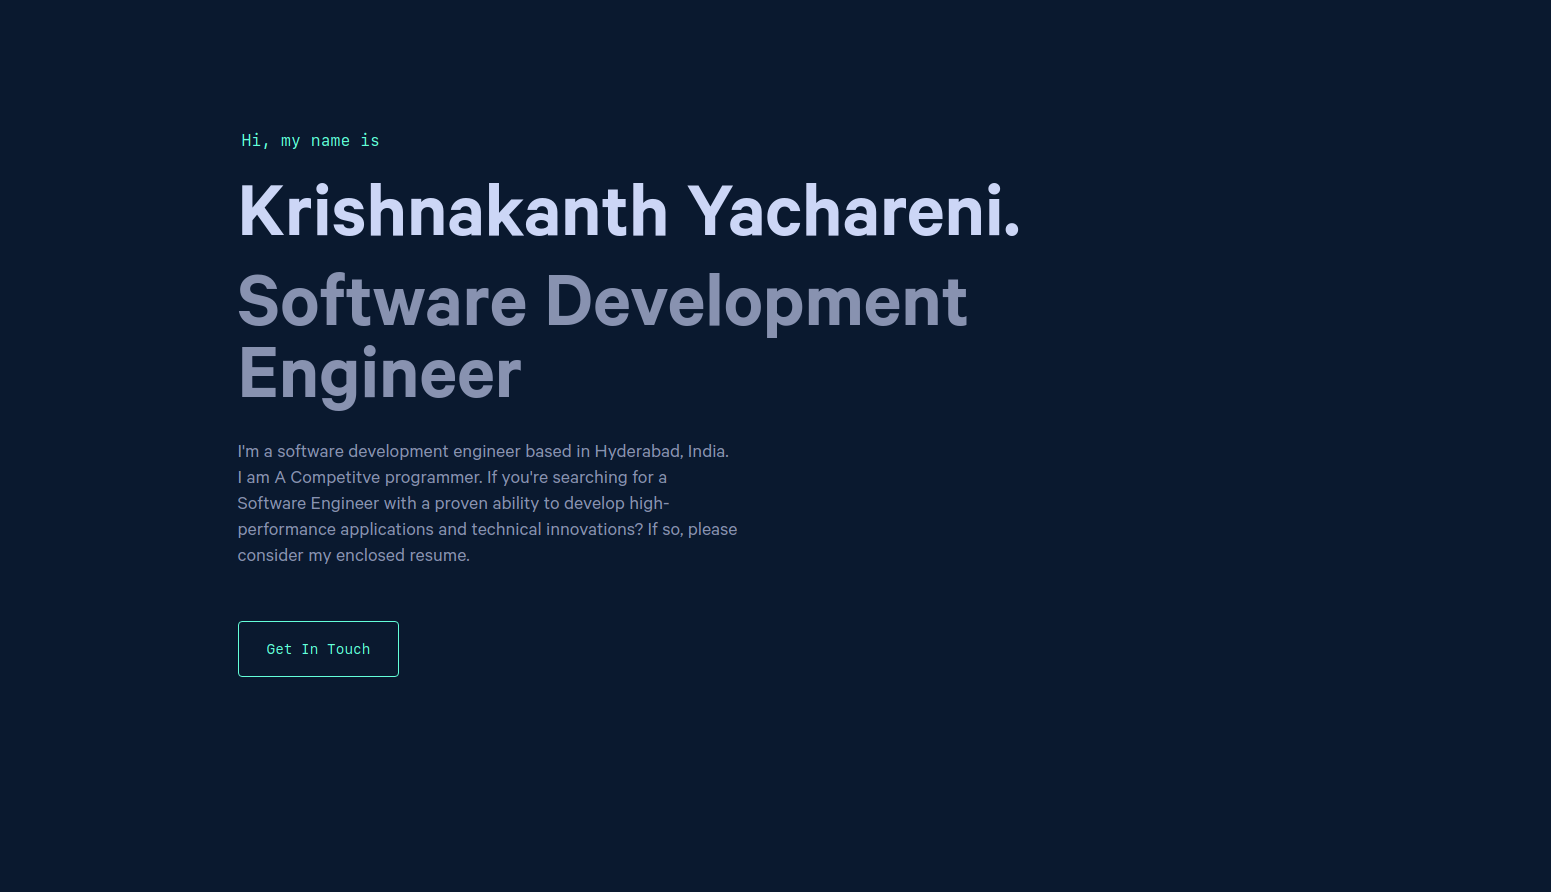 Hi, my name is
Krishnakanth Yachareni.
Software Development
Engineer
I'm a software development engineer based in Hyderabad, India.
I am A Competitve programmer. If you're searching for a
Software Engineer with a proven ability to develop high-
performance applications and technical innovations? If so, please
consider my enclosed resume.
Get In Touch